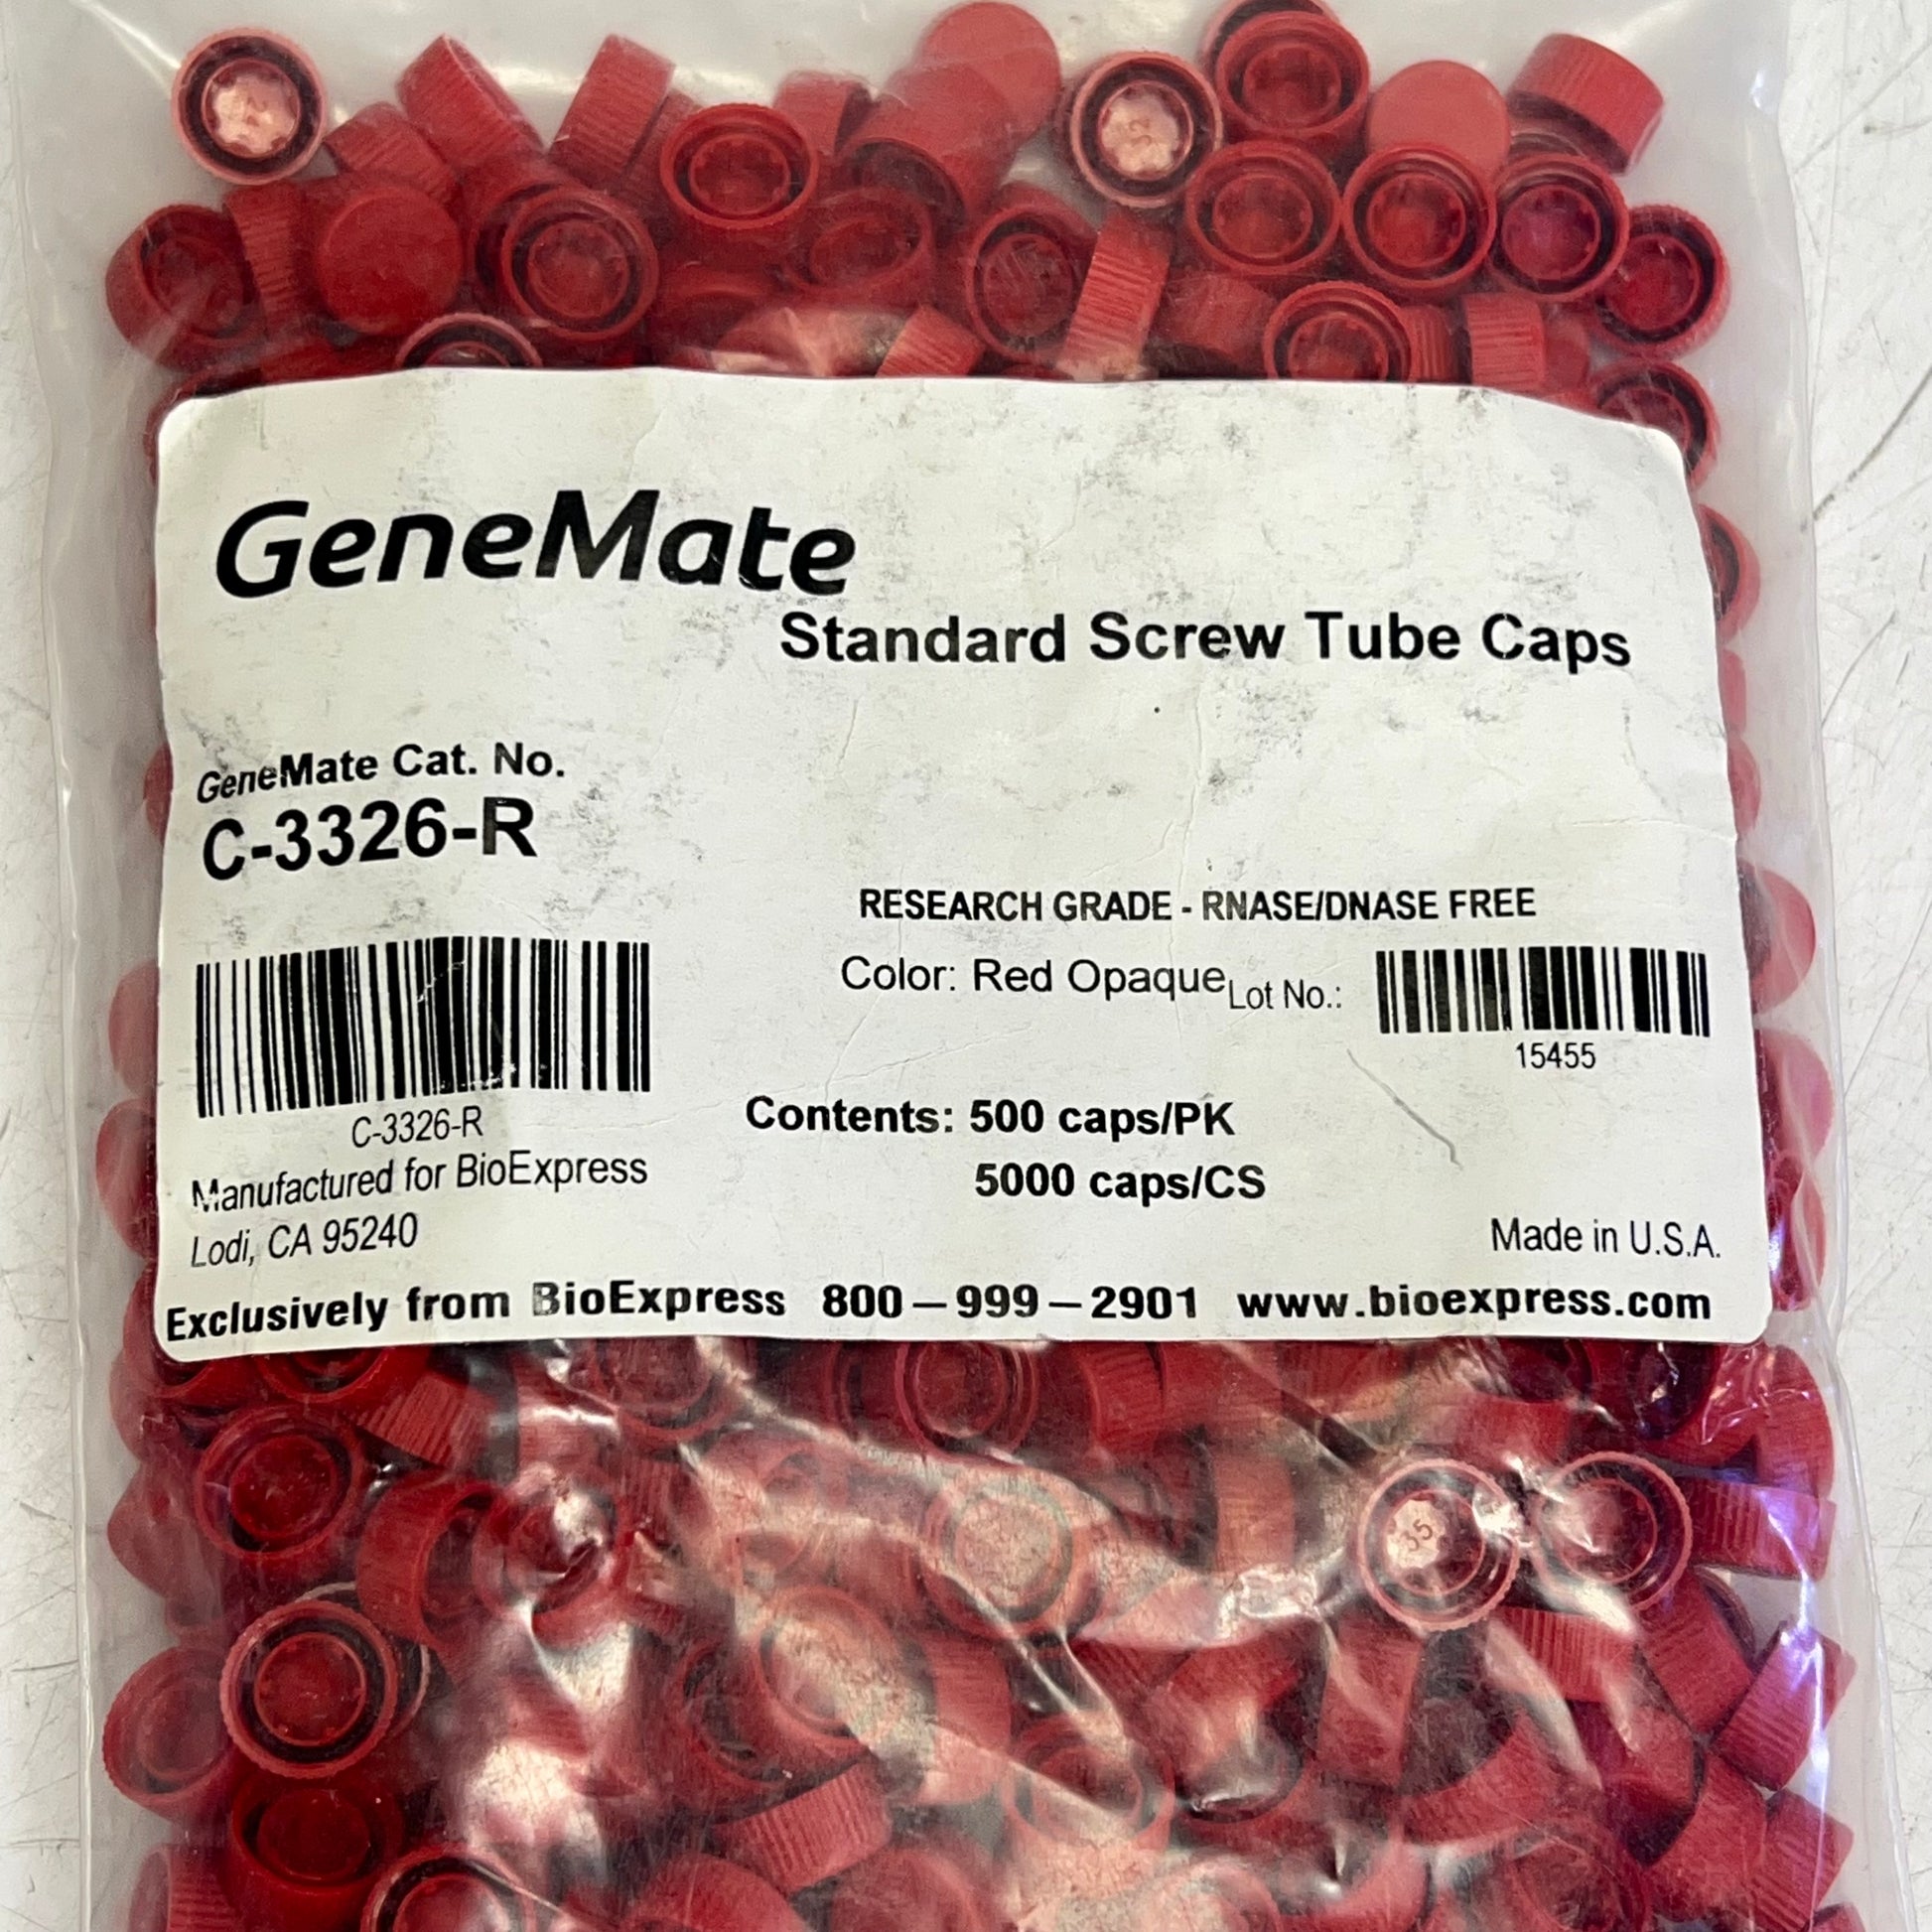 GeneMate
Standard Screw Tube Caps
GeneMate Cat. No.
C-3326-R
RESEARCH GRADE - RNASE/DNASE FREE
Color: Red Opaque Lot No.:
15455
C-3326-R
Contents: 500 caps/PK
5000 caps/CS
Manufactured for BioExpress
Lodi, CA 95240
Made in U.S.A.
Exclusively from BioExpress 800-999-2901 www.bioexpress.com
35